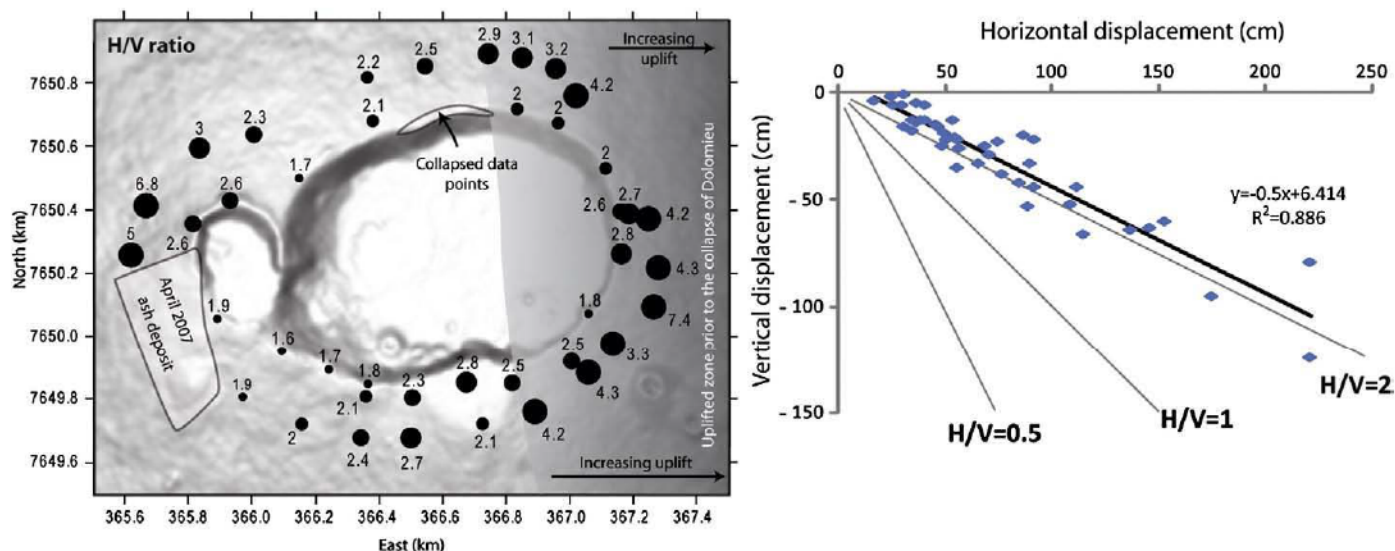 H/V ratio
Increasing
uplift
2.9
3.1
3.2
2.5
2.2
4.2
2.1
2
2
2.3
3
Collapsed data
points
1.7
2.6
6.8
2.6
5
2.7
2.6
4.2
2.8
4.3
7.4
1.8
April 2007
ash deposit
1.9
1.6
1.7
1.8
1.9
2.1
2.3
2.8
2.5
2.5
3.3
4.3
4.2
2
2.4
2.7
2.1
Uplifted zone prior to the collapse of Dolomieu
Increasing uplift
7650.8
7650.6
7650.4
7650.2
7650.0
7649.8
7649.6
North (km)
365.6 365.8 366.0 366.2 366.4 366.6 366.8 367.0 367.2 367.4
East (km)
Horizontal displacement (cm)
0 50 100 150 200 250
0
- 50
-100
-150
Vertical displacement (cm)
y=-0.5x+6.414
R²=0.886
H/V=2
H/V=1
H/V=0.5